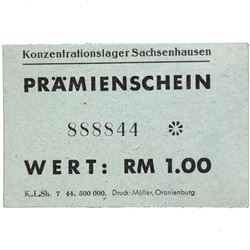 Konzentrationslager Sachsenhausen
PRÄMIENSCHEIN
888844 *
WERT: RM 1.00
K.L.Sh. 7 44. 500 000, Druck: Möller, Oranienburg